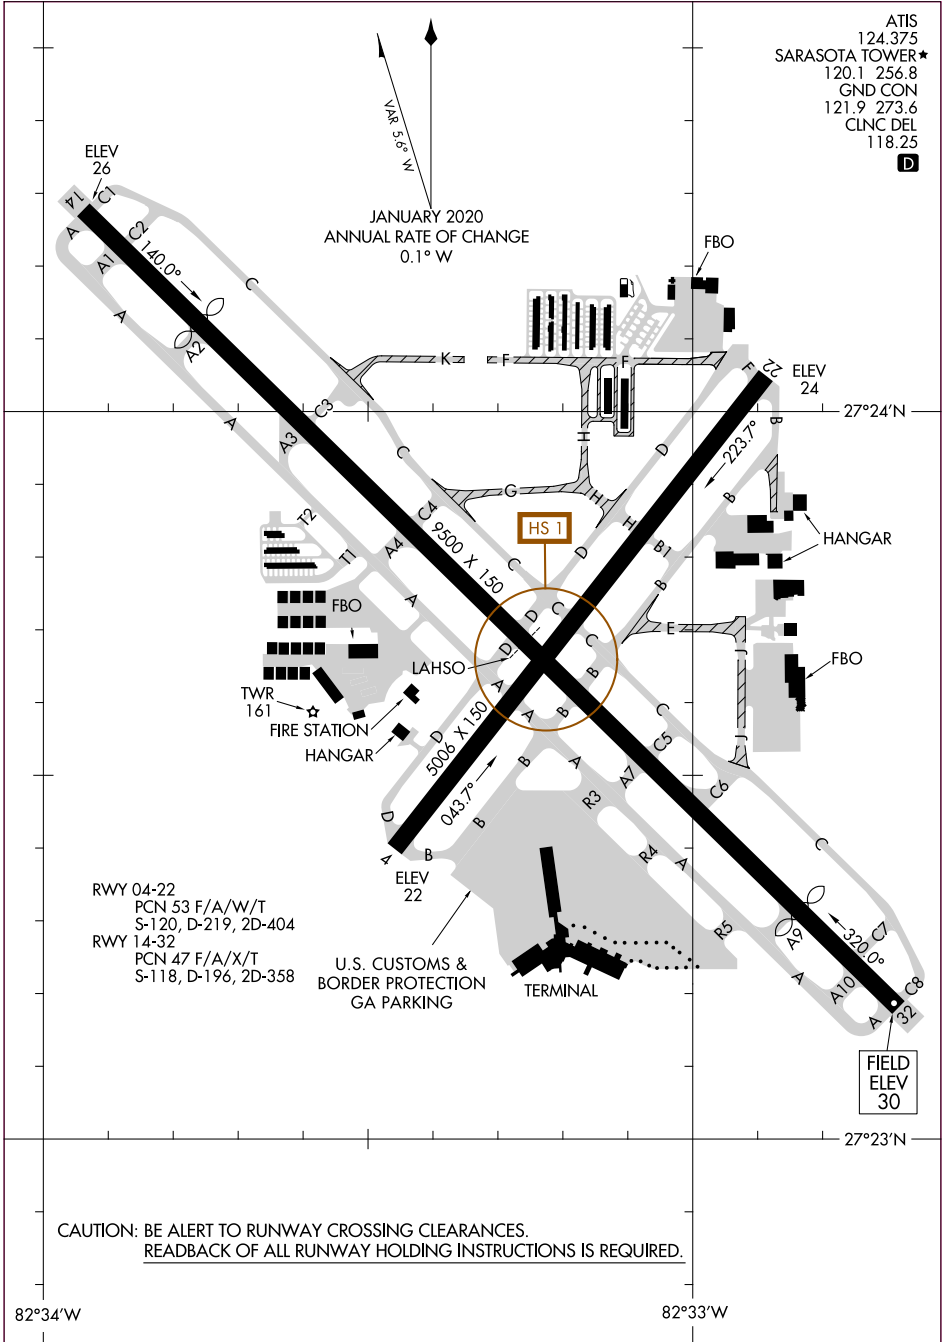 ATIS
124.375
SARASOTA TOWER★
120.1 256.8
GND CON
121.9 273.6
CLNC DEL
118.25
D
VAR 5.6° W
JANUARY 2020
ANNUAL RATE OF CHANGE
0.1° W
ELEV
26
14
C1
A
A1
C2
140.0°
C
A
A2
FBO
K
F
F
F
22
ELEV
24
27°24'N
C3
A
A3
C
H
D
B
223.7°
G
H
H
B
C4
T2
T1
A4
9500 X 150
HS 1
C
D
B1
B
HANGAR
A
FBO
D
C
C
D
E
J
LAHSO
B
FBO
TWR
161
A
A
B
C
FIRE STATION
HANGAR
D
5006 X 150
C5
J
B
A
A7
C6
043.7°
R3
D
B
B
4
ELEV
22
R4
A
C
RWY 04-22
PCN 53 F/A/W/T
S-120, D-219, 2D-404
RWY 14-32
PCN 47 F/A/X/T
S-118, D-196, 2D-358
R5
A9
320.0°
C7
U.S. CUSTOMS &
BORDER PROTECTION
GA PARKING
TERMINAL
A
A10
C8
A
32
FIELD
ELEV
30
27°23'N
CAUTION: BE ALERT TO RUNWAY CROSSING CLEARANCES.
READBACK OF ALL RUNWAY HOLDING INSTRUCTIONS IS REQUIRED.
82°34'W
82°33'W